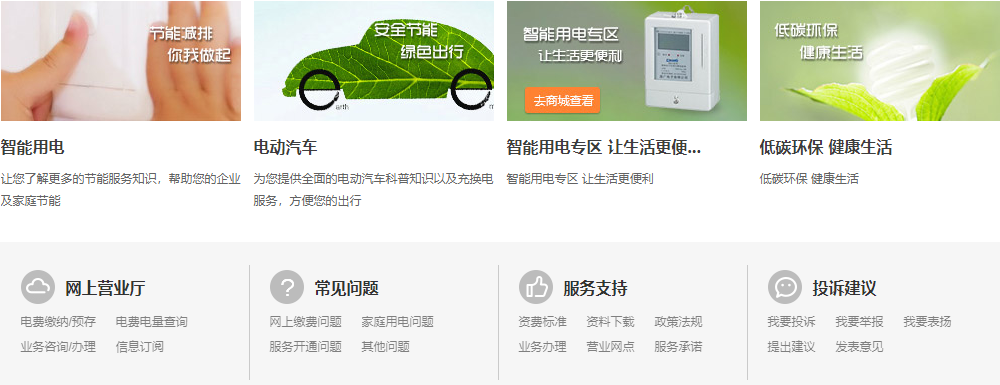 节能减排
你我做起
安全节能
绿色出行
智能用电专区
让生活更便利
去商城查看
低碳环保
健康生活
智能用电
让您了解更多的节能服务知识，帮助您的企业
及家庭节能
电动汽车
为您提供全面的电动汽车科普知识以及充换电
服务，方便您的出行
智能用电专区 让生活更便...
智能用电专区 让生活更便利
低碳环保 健康生活
低碳环保 健康生活
网上营业厅
电费缴纳/预存 电费电量查询
业务咨询/办理 信息订阅
常见问题
网上缴费问题 家庭用电问题
服务开通问题 其他问题
服务支持
资费标准 资料下载 政策法规
业务办理 营业网点 服务承诺
投诉建议
我要投诉 我要举报 我要表扬
提出建议 发表意见